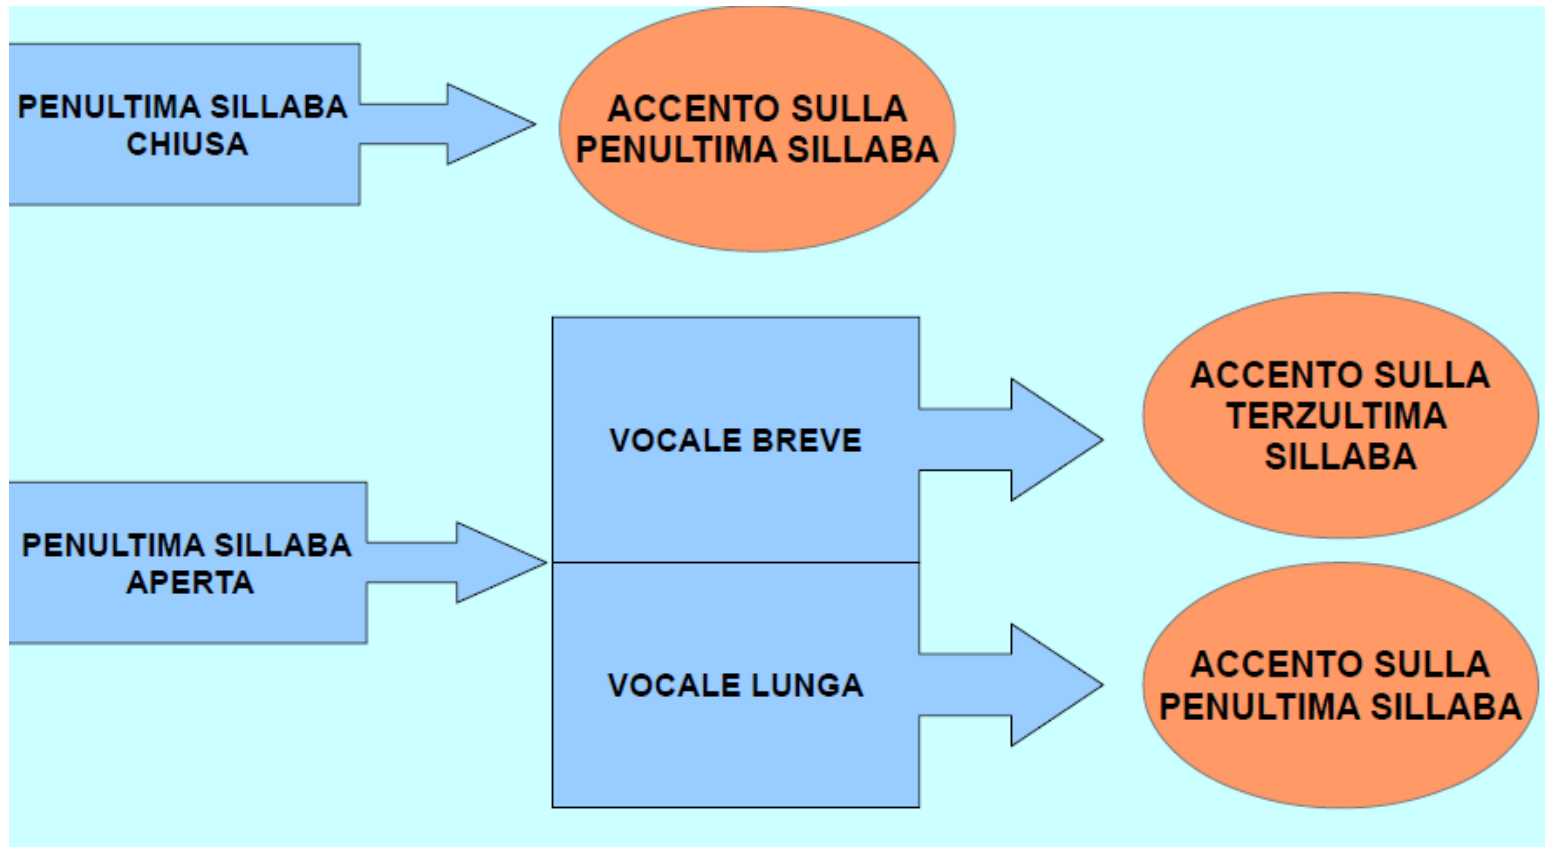 PENULTIMA SILLABA
CHIUSA
ACCENTO SULLA
PENULTIMA SILLABA
PENULTIMA SILLABA
APERTA
VOCALE BREVE
ACCENTO SULLA
TERZULTIMA
SILLABA
VOCALE LUNGA
ACCENTO SULLA
PENULTIMA SILLABA